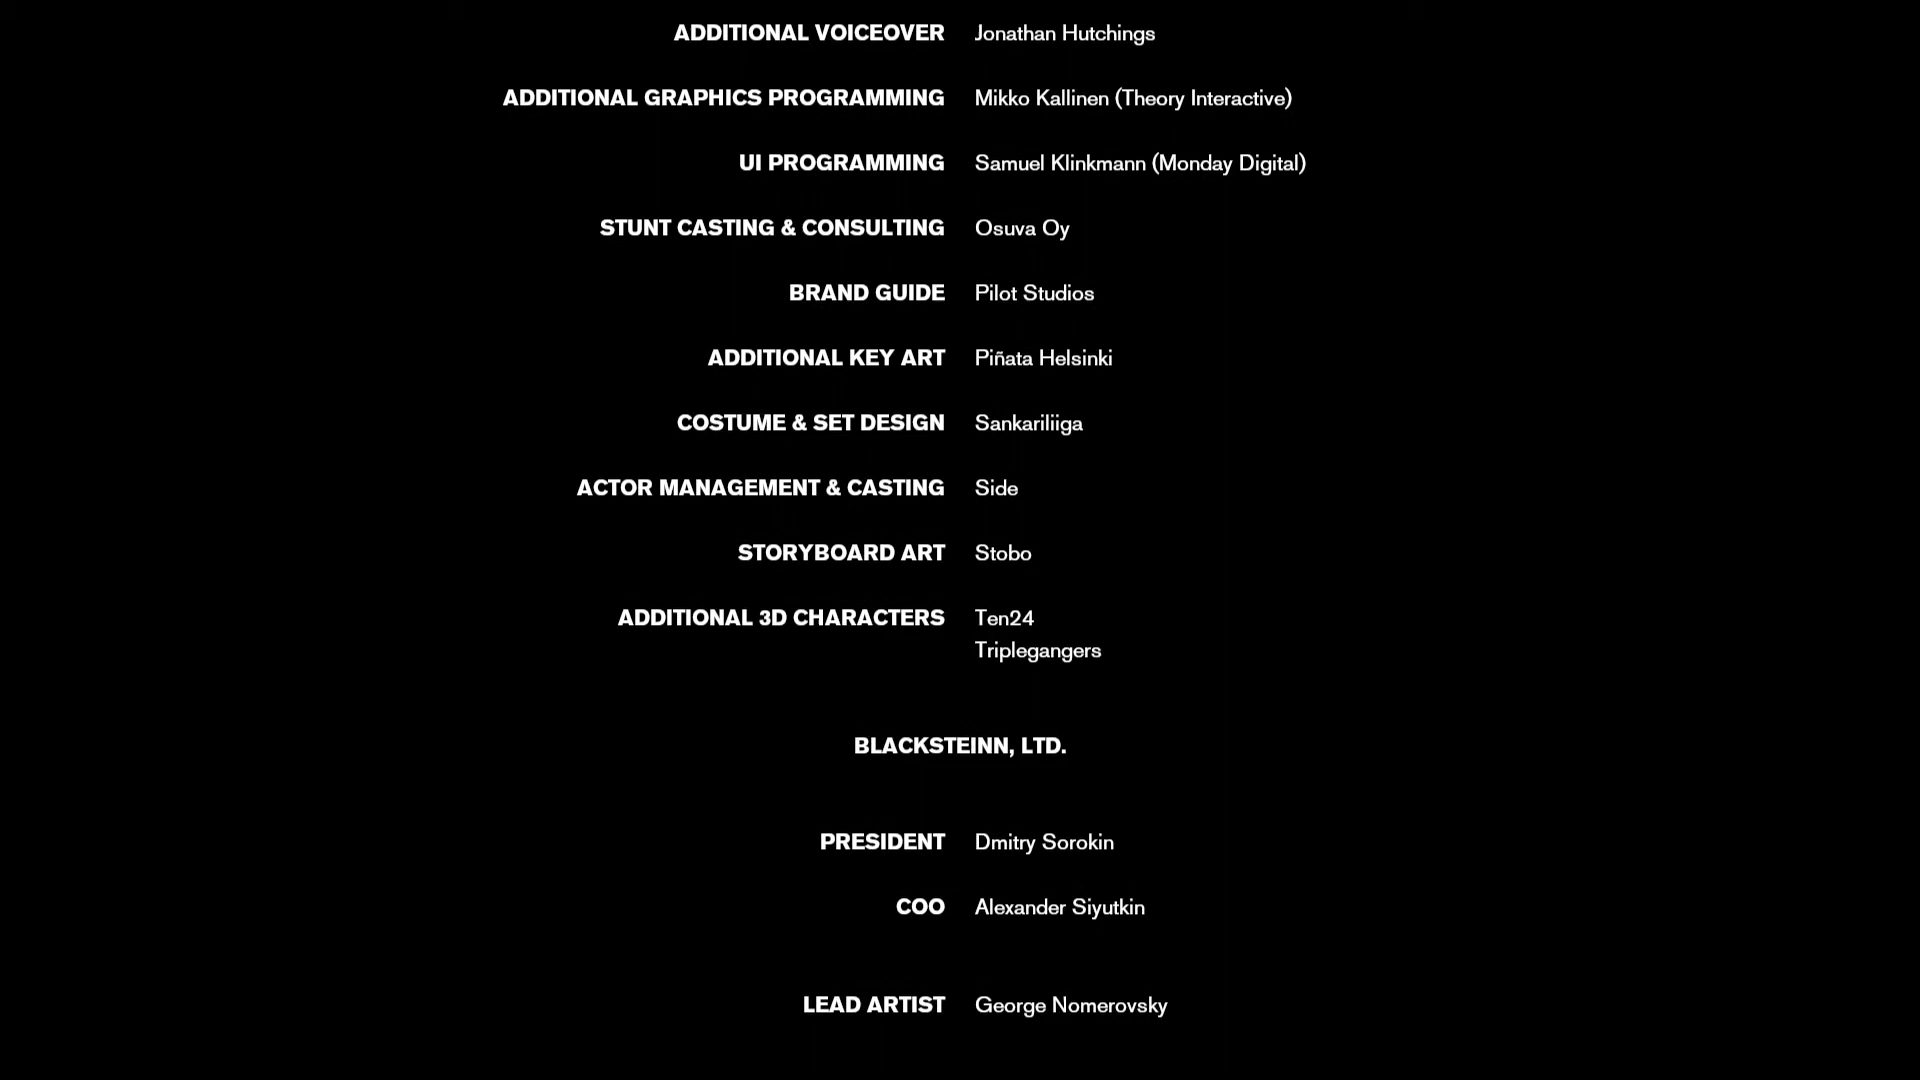 ADDITIONAL VOICEOVER Jonathan Hutchings
ADDITIONAL GRAPHICS PROGRAMMING Mikko Kallinen (Theory Interactive)
UI PROGRAMMING Samuel Klinkmann (Monday Digital)
STUNT CASTING & CONSULTING Osuva Oy
BRAND GUIDE Pilot Studios
ADDITIONAL KEY ART Piñata Helsinki
COSTUME & SET DESIGN Sankariliiga
ACTOR MANAGEMENT & CASTING Side
STORYBOARD ART Stobo
ADDITIONAL 3D CHARACTERS Ten24
Triplegangers
BLACKSTEINN, LTD.
PRESIDENT Dmitry Sorokin
COO Alexander Siyutkin
LEAD ARTIST George Nomerovsky